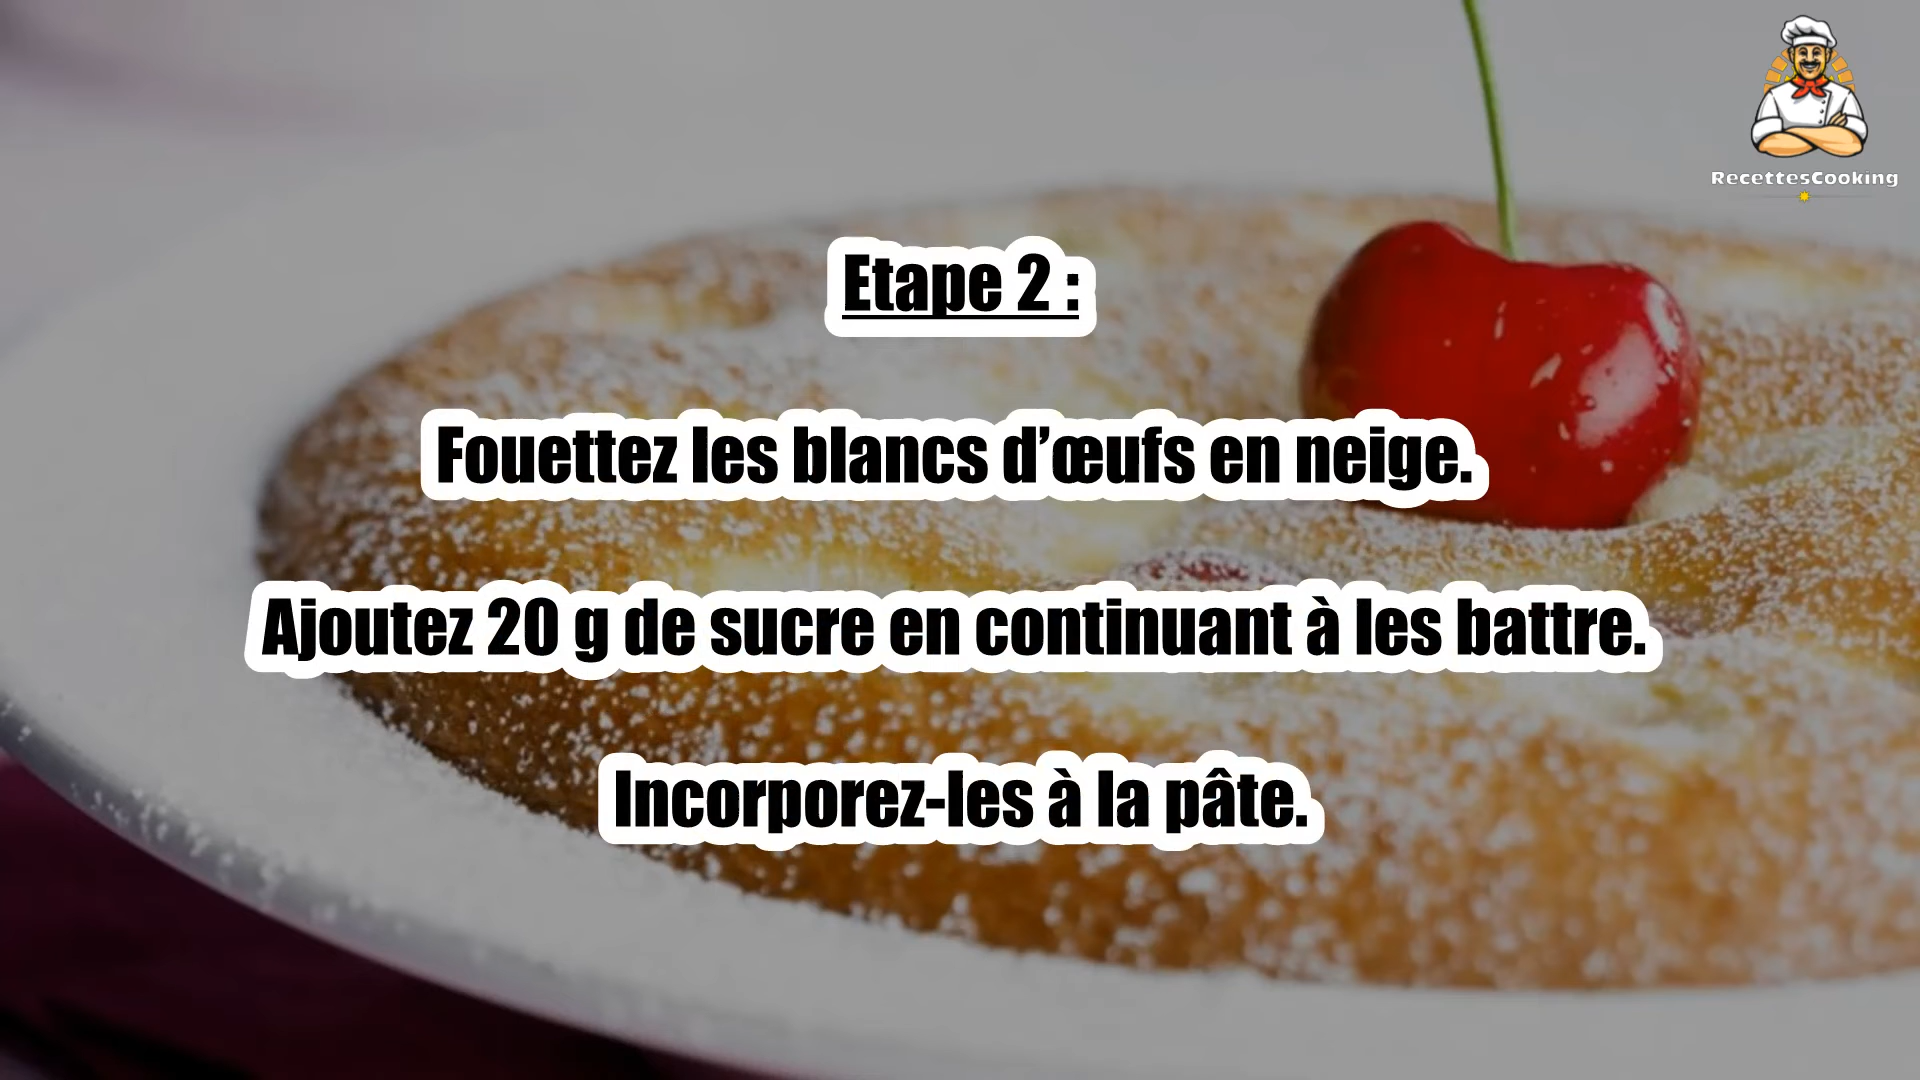 RecettesCooking
Etape 2 :
Fouettez les blancs d’œufs en neige.
Ajoutez 20 g de sucre en continuant à les battre.
Incorporez-les à la pâte.